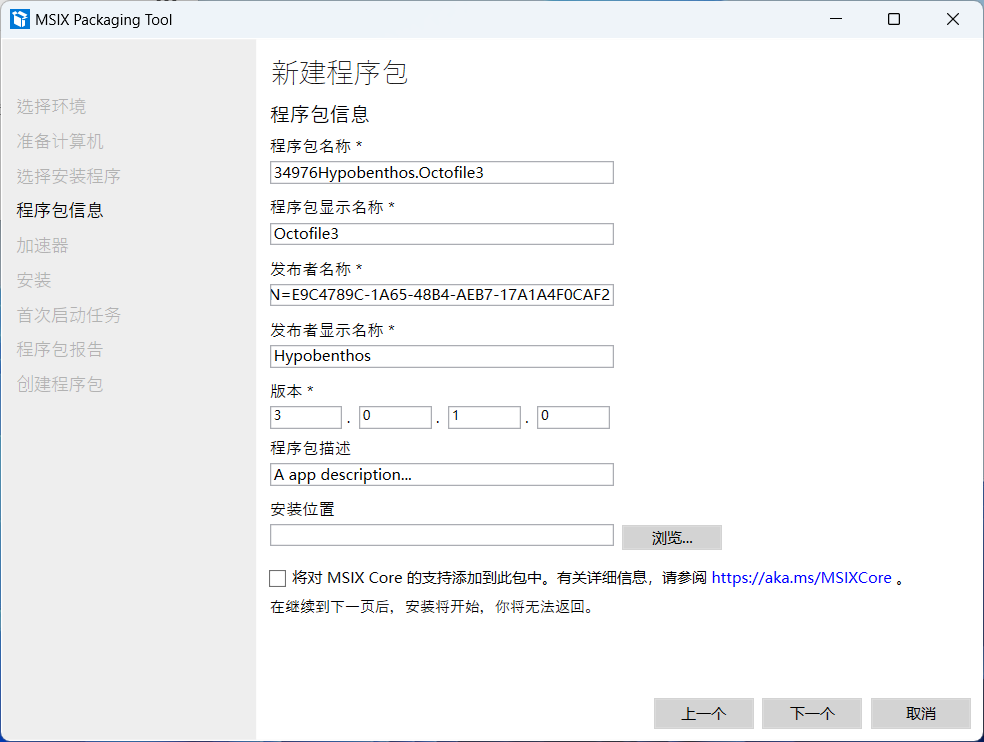 MSIX Packaging Tool
选择环境
准备计算机
选择安装程序
程序包信息
加速器
安装
首次启动任务
程序包报告
创建程序包
新建程序包
程序包信息
程序包名称 *
34976Hypobenthos.Octofile3
程序包显示名称 *
Octofile3
发布者名称 *
N=E9C4789C-1A65-48B4-AEB7-17A1A4F0CAF2
发布者显示名称 *
Hypobenthos
版本 *
3 . 0 . 1 . 0
程序包描述
A app description...
安装位置
浏览...
将对 MSIX Core 的支持添加到此包中。有关详细信息，请参阅 https://aka.ms/MSIXCore 。
在继续到下一页后，安装将开始，你将无法返回。
上一个 下一个 取消